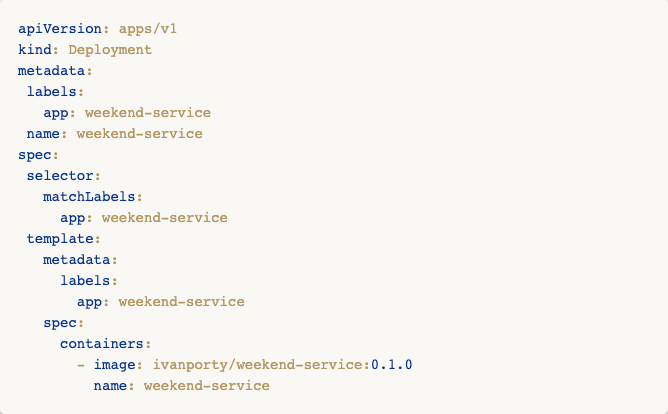 apiVersion: apps/v1
kind: Deployment
metadata:
 labels:
   app: weekend-service
 name: weekend-service
spec:
 selector:
   matchLabels:
     app: weekend-service
 template:
   metadata:
     labels:
       app: weekend-service
   spec:
     containers:
       - image: ivanporty/weekend-service:0.1.0
         name: weekend-service